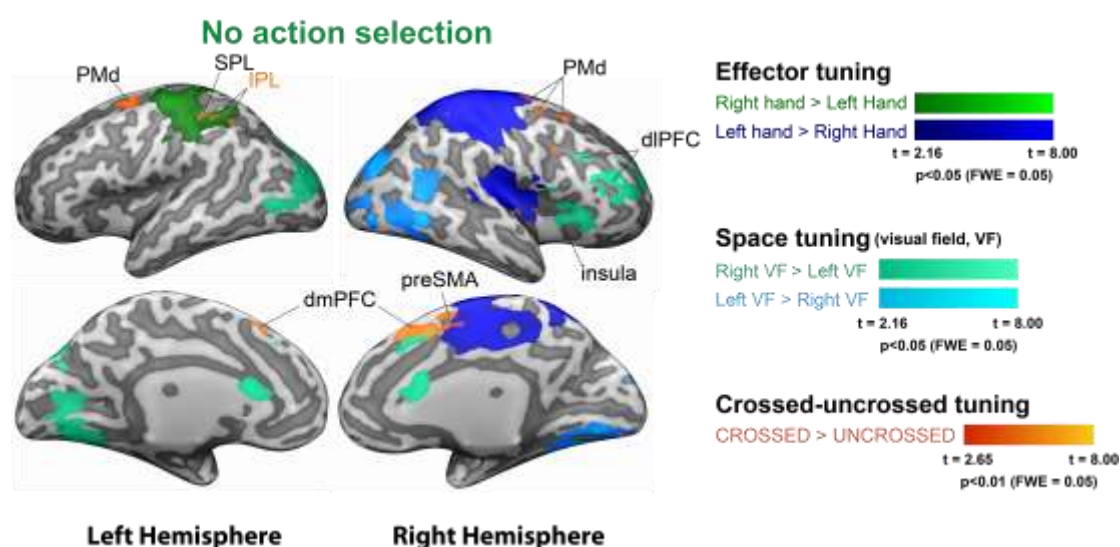 No action selection
PMd
SPL
IPL
PMd
dlPFC
insula
preSMA
dmPFC
Left Hemisphere
Right Hemisphere
Effector tuning
Right hand > Left Hand
Left hand > Right Hand
t = 2.16 t = 8.00
p<0.05 (FWE = 0.05)
Space tuning (visual field, VF)
Right VF > Left VF
Left VF > Right VF
t = 2.16 t = 8.00
p<0.05 (FWE = 0.05)
Crossed-uncrossed tuning
CROSSED > UNCROSSED
t = 2.65 t = 8.00
p<0.01 (FWE = 0.05)